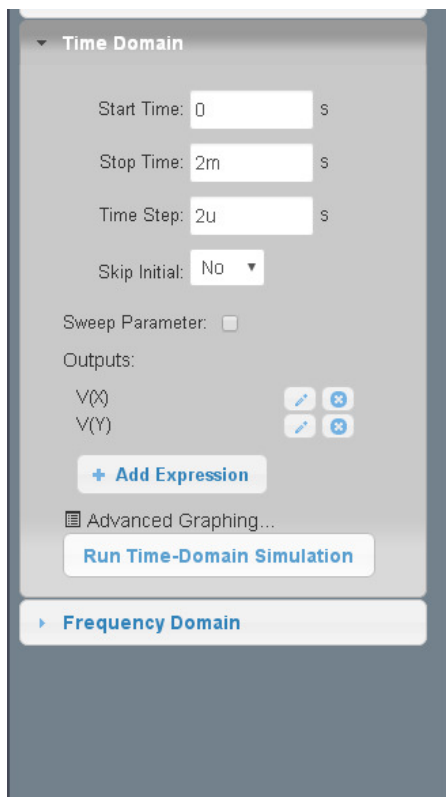 Time Domain
Start Time: 0 s
Stop Time: 2m s
Time Step: 2u s
Skip Initial: No
Sweep Parameter:
Outputs:
V(X)
V(Y)
+ Add Expression
Advanced Graphing...
Run Time-Domain Simulation
Frequency Domain